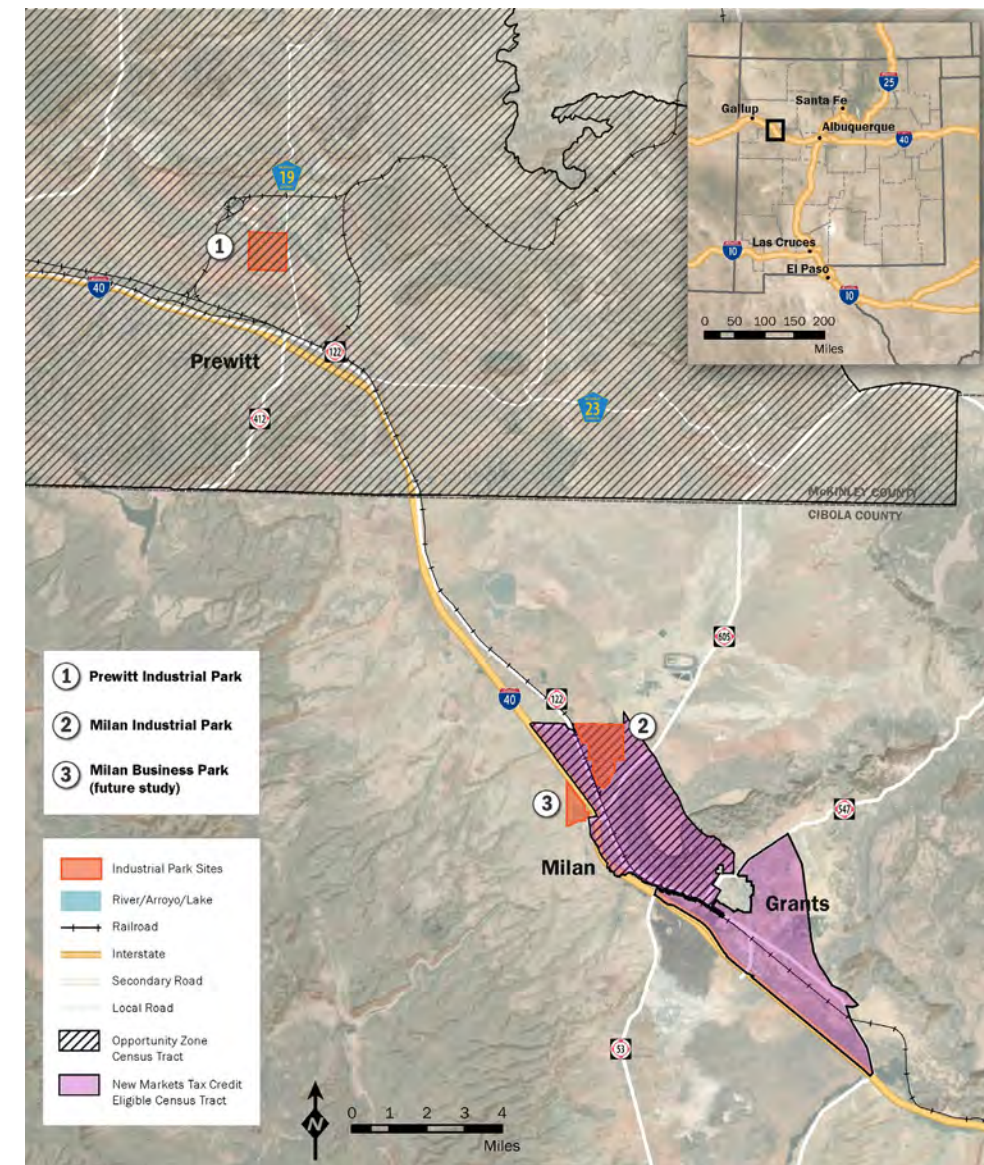 25
Gallup
Santa Fe
Albuquerque
40
Las Cruces
10
El Paso
10
0 50 100 150 200
Miles
19
1
40
122
Prewitt
412
23
McKINLEY COUNTY
CIBOLA COUNTY
605
1 Prewitt Industrial Park
2 Milan Industrial Park
3 Milan Business Park
(future study)
40
122
2
3
547
Milan
Grants
Industrial Park Sites
River/Arroyo/Lake
Railroad
Interstate
Secondary Road
Local Road
Opportunity Zone
Census Tract
New Markets Tax Credit
Eligible Census Tract
53
N
0 1 2 3 4
Miles